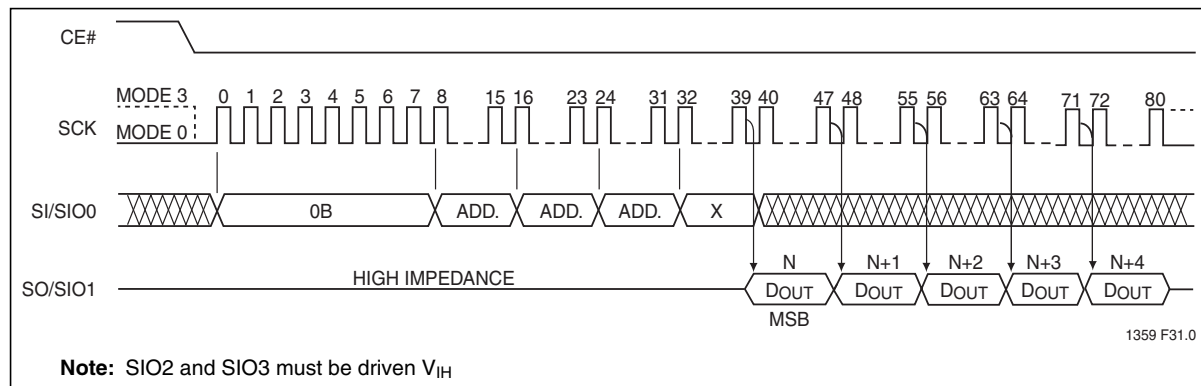 CE#
MODE 3
0 1 2 3 4 5 6 7 8 15 16 23 24 31 32 39 40 47 48 55 56 63 64 71 72 80
SCK
MODE 0
SI/SIO0 0B ADD. ADD. ADD. X
N N+1 N+2 N+3 N+4
SO/SIO1 HIGH IMPEDANCE DOUT DOUT DOUT DOUT DOUT
MSB
1359 F31.0
Note: SIO2 and SIO3 must be driven VIH